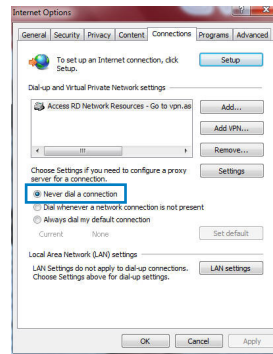 Internet Options
General Security Privacy Content Connections Programs Advanced
To set up an Internet connection, click
Setup.
Setup
Dial-up and Virtual Private Network settings
Access RD Network Resources - Go to vpn.as
Add...
Add VPN...
Remove...
Choose Settings if you need to configure a proxy
server for a connection.
Settings
Never dial a connection
Dial whenever a network connection is not present
Always dial my default connection
Current None
Set default
Local Area Network (LAN) settings
LAN Settings do not apply to dial-up connections.
Choose Settings above for dial-up settings.
LAN settings
OK Cancel Apply